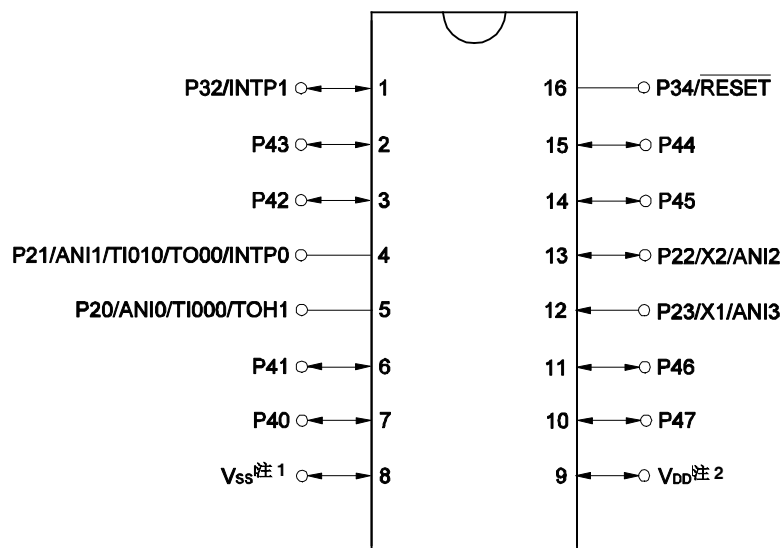 P32/INTP1 1 16 P34/RESET
P43 2 15 P44
P42 3 14 P45
P21/ANI1/TI010/TO00/INTP0 4 13 P22/X2/ANI2
P20/ANI0/TI000/TOH1 5 12 P23/X1/ANI3
P41 6 11 P46
P40 7 10 P47
VSS注 1 8 9 VDD注 2